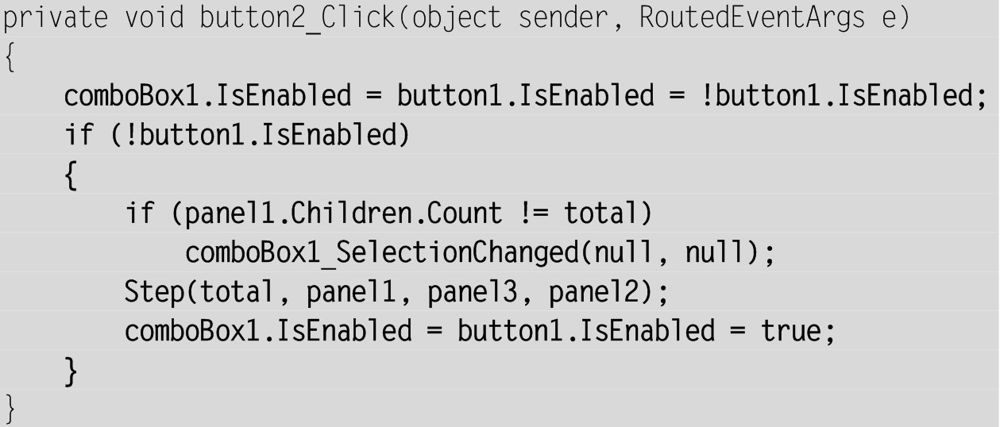 private void button2_Click(object sender, RoutedEventArgs e)
{
    comboBox1.IsEnabled = button1.IsEnabled = !button1.IsEnabled;
    if (!button1.IsEnabled)
    {
        if (panel1.Children.Count != total)
            comboBox1_SelectionChanged(null, null);
        Step(total, panel1, panel3, panel2);
        comboBox1.IsEnabled = button1.IsEnabled = true;
    }
}